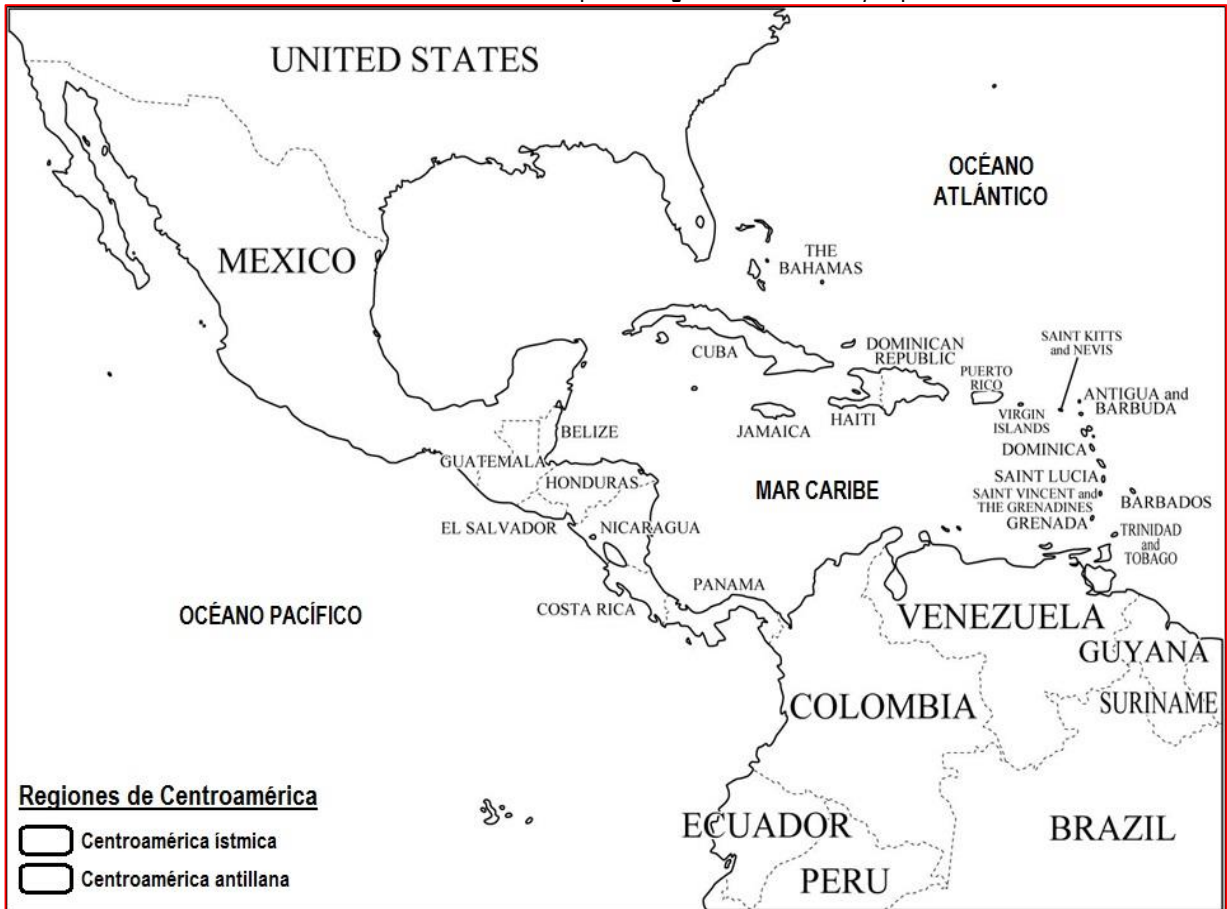 UNITED STATES
OCÉANO
ATLÁNTICO
THE
BAHAMAS
MEXICO
CUBA
DOMINICAN
REPUBLIC
SAINT KITTS
and NEVIS
PUERTO
RICO
ANTIGUA and
BARBUDA
VIRGIN
ISLANDS
JAMAICA
HAITI
BELIZE
DOMINICA
GUATEMALA
HONDURAS
MAR CARIBE
SAINT LUCIA
SAINT VINCENT and
THE GRENADINES
BARBADOS
GRENADA
EL SALVADOR
NICARAGUA
TRINIDAD
and
TOBAGO
PANAMA
COSTA RICA
OCÉANO PACÍFICO
VENEZUELA
GUYANA
COLOMBIA
SURINAME
ECUADOR
BRAZIL
PERU
Regiones de Centroamérica
Centroamérica ístmica
Centroamérica antillana